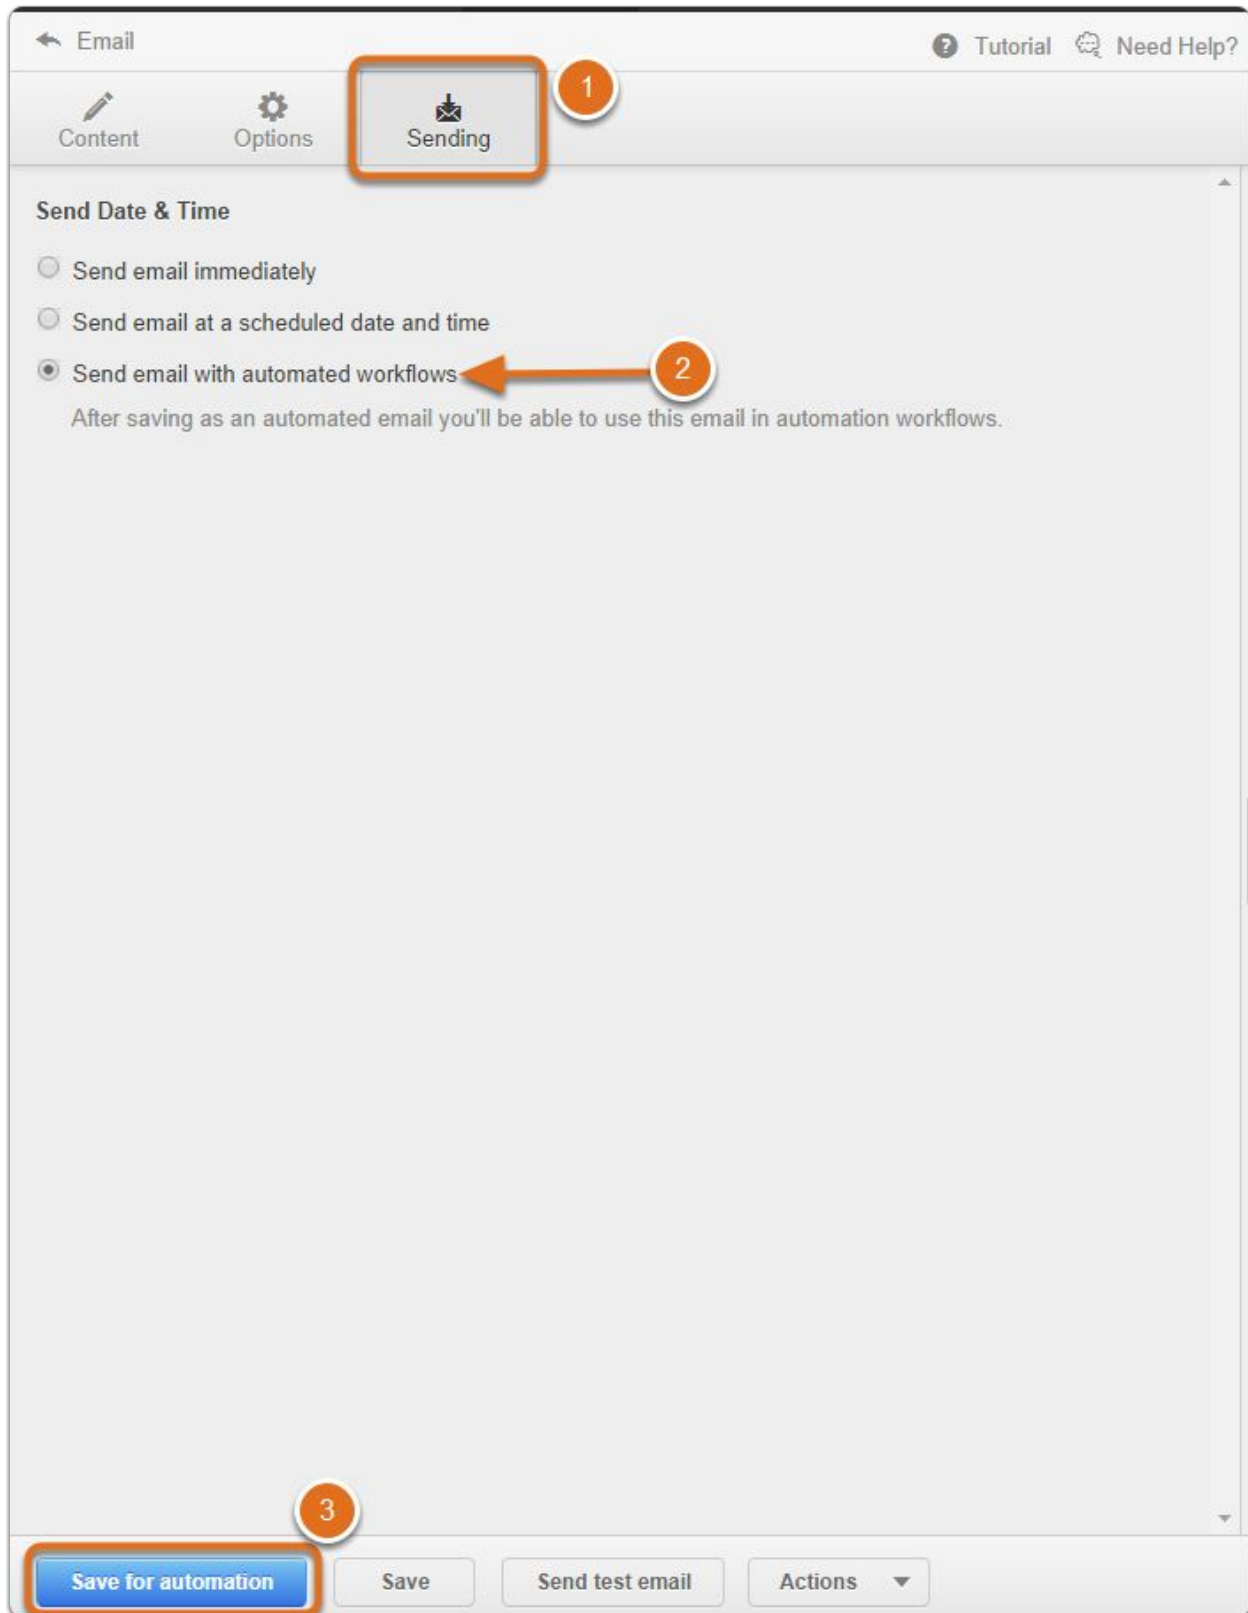 Email
Tutorial Need Help?
1
Content Options Sending
Send Date & Time
Send email immediately
Send email at a scheduled date and time
Send email with automated workflows 2
After saving as an automated email you'll be able to use this email in automation workflows.
3
Save for automation Save Send test email Actions